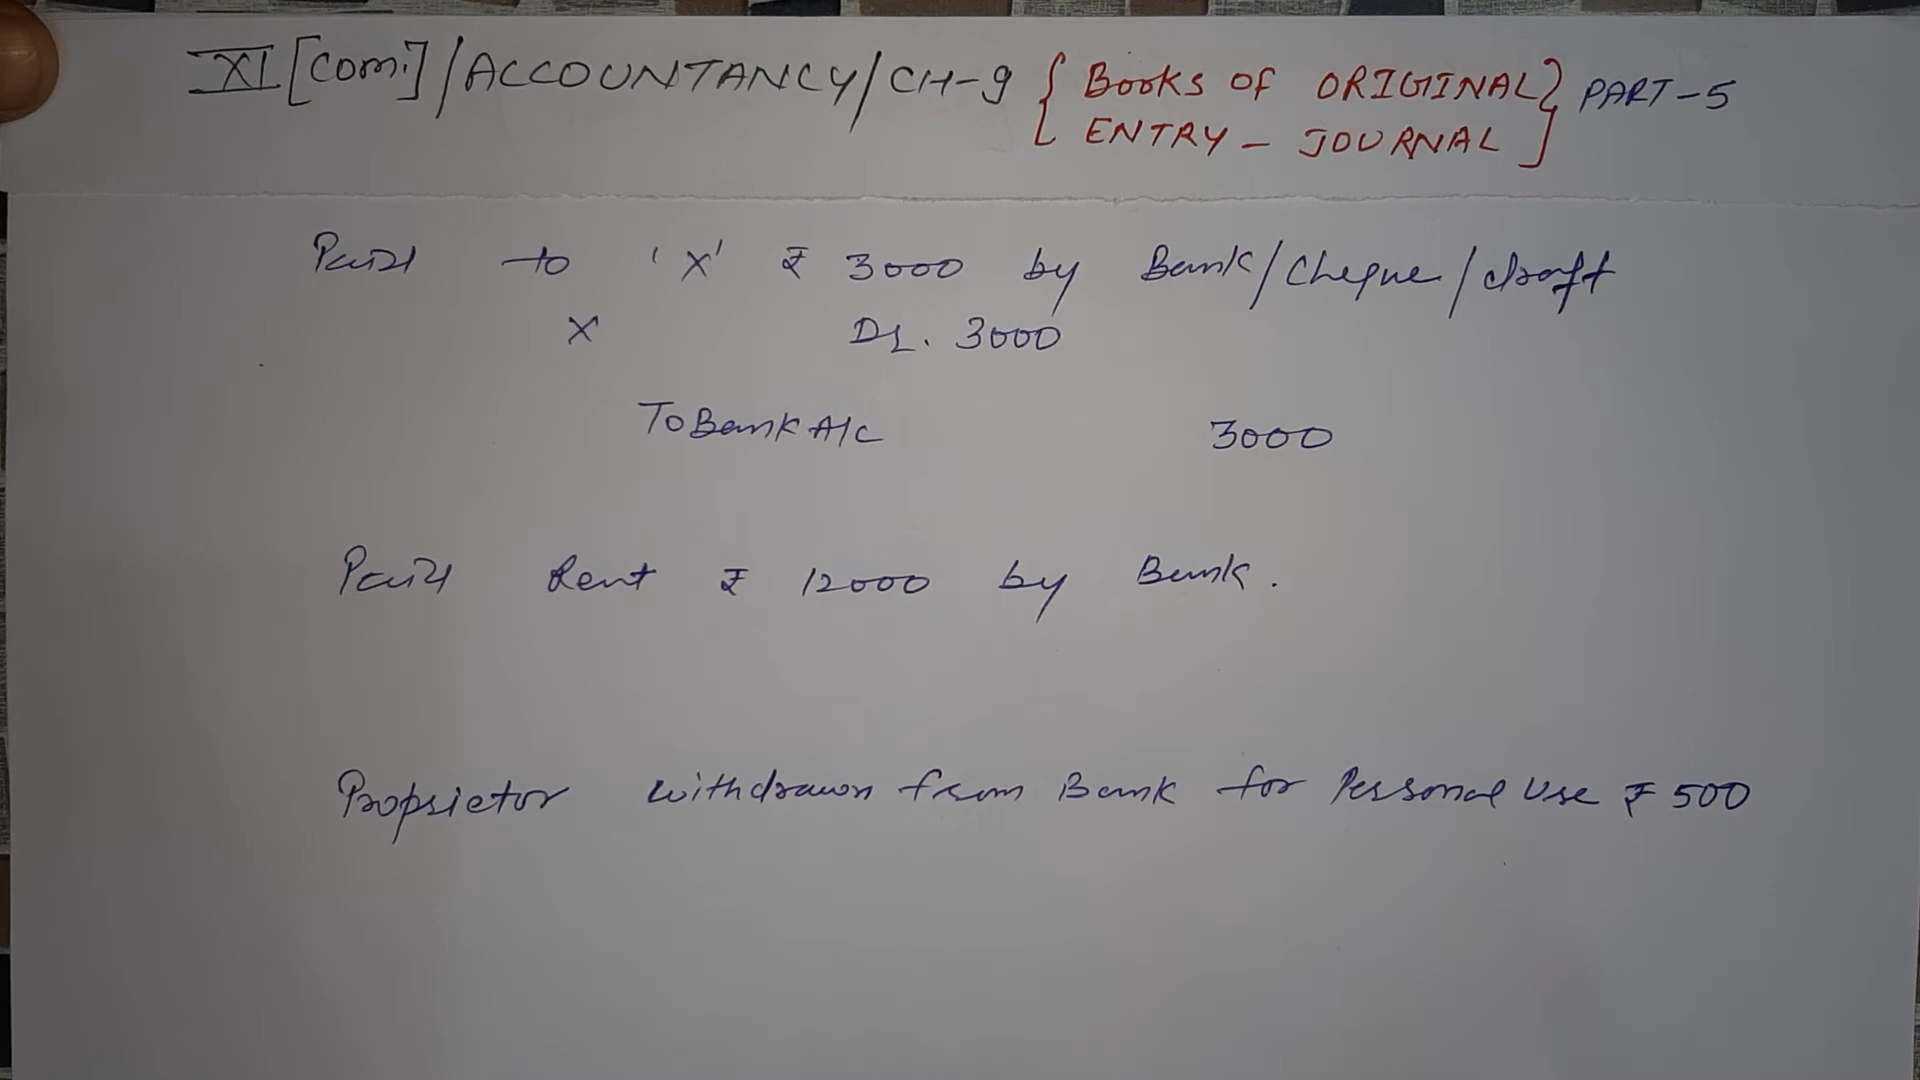 XI [com.] / ACCOUNTANCY / CH-9 { Books of ORIGINAL ENTRY - JOURNAL } PART-5
Paid to 'X' ₹ 3000 by Bank / Cheque / draft
X Dr. 3000
To Bank A/c 3000
Paid Rent ₹ 12000 by Bank.
Proprietor withdrawn from Bank for Personal Use ₹ 500